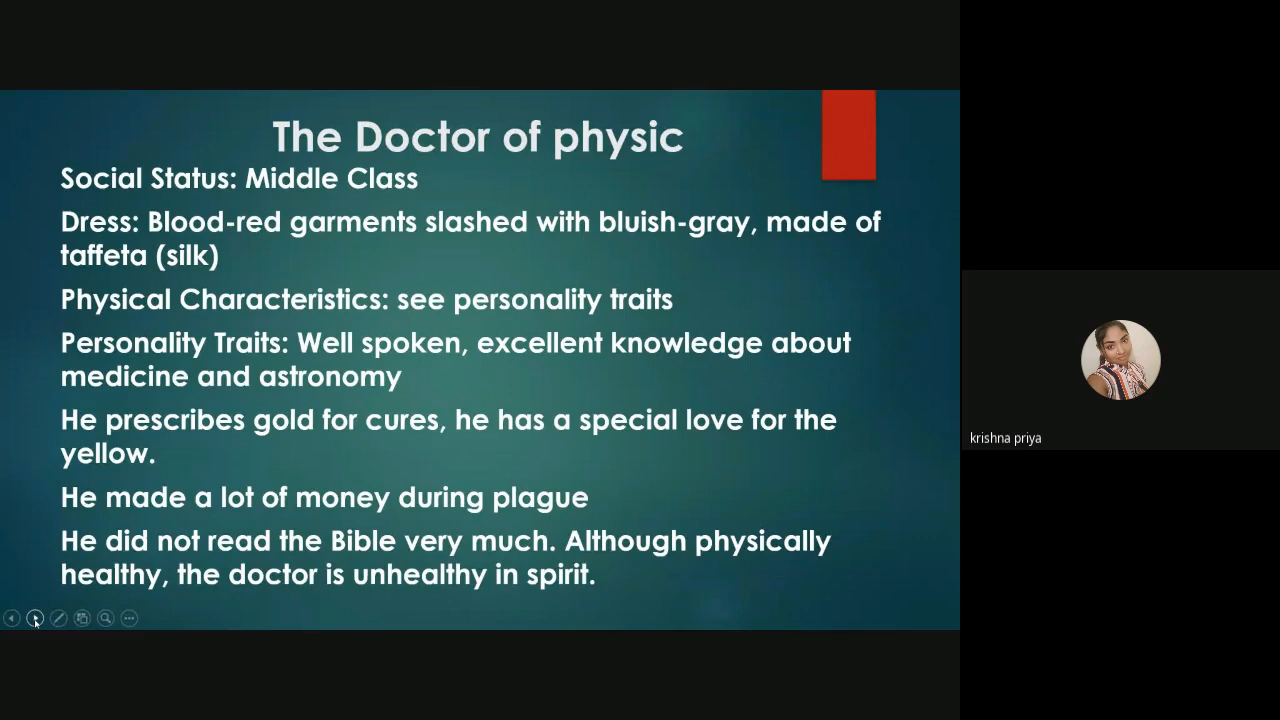 The Doctor of physic
Social Status: Middle Class
Dress: Blood-red garments slashed with bluish-gray, made of
taffeta (silk)
Physical Characteristics: see personality traits
Personality Traits: Well spoken, excellent knowledge about
medicine and astronomy
He prescribes gold for cures, he has a special love for the
yellow.
He made a lot of money during plague
He did not read the Bible very much. Although physically
healthy, the doctor is unhealthy in spirit.
krishna priya